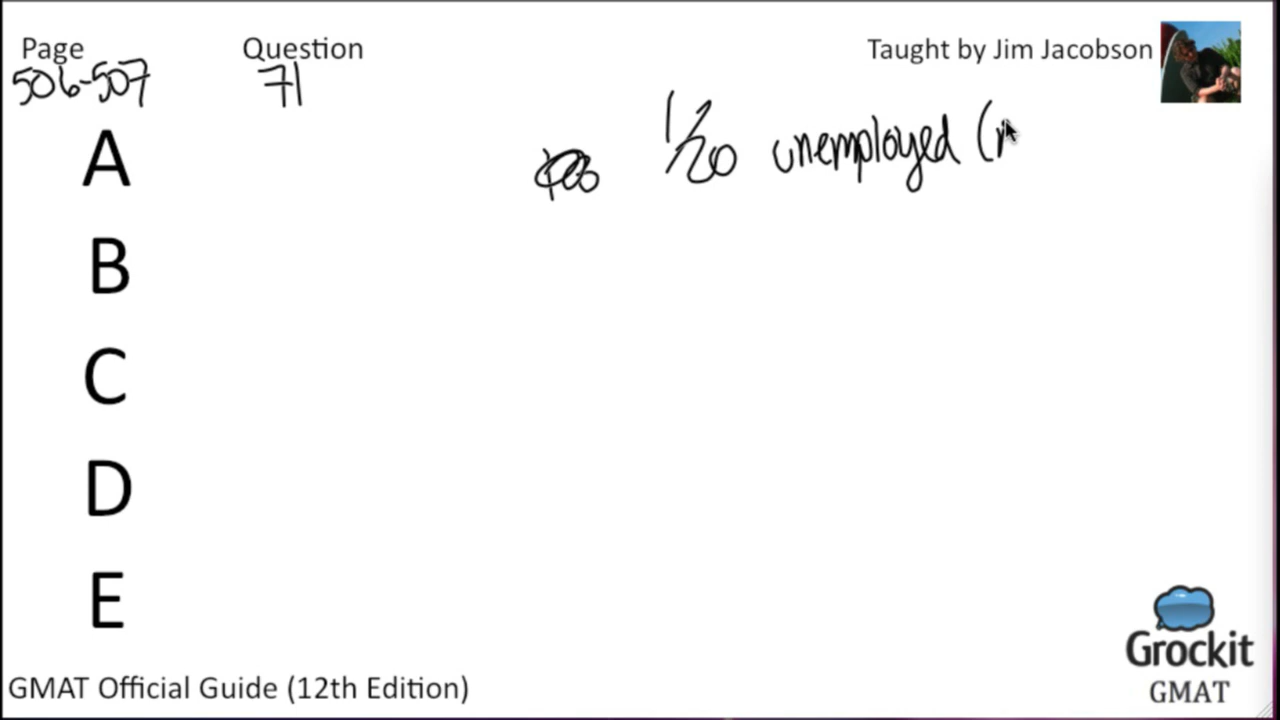 Page Question Taught by Jim Jacobson
506-507 71
1/20 unemployed (
A
B
C
D
E
Grockit
GMAT
GMAT Official Guide (12th Edition)